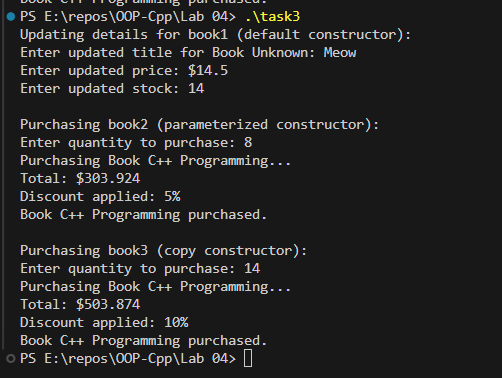 Book C++ Programming purchased.
PS E:\repos\OOP-Cpp\Lab 04> .\task3
Updating details for book1 (default constructor):
Enter updated title for Book Unknown: Meow
Enter updated price: $14.5
Enter updated stock: 14
Purchasing book2 (parameterized constructor):
Enter quantity to purchase: 8
Purchasing Book C++ Programming...
Total: $303.924
Discount applied: 5%
Book C++ Programming purchased.
Purchasing book3 (copy constructor):
Enter quantity to purchase: 14
Purchasing Book C++ Programming...
Total: $503.874
Discount applied: 10%
Book C++ Programming purchased.
PS E:\repos\OOP-Cpp\Lab 04>